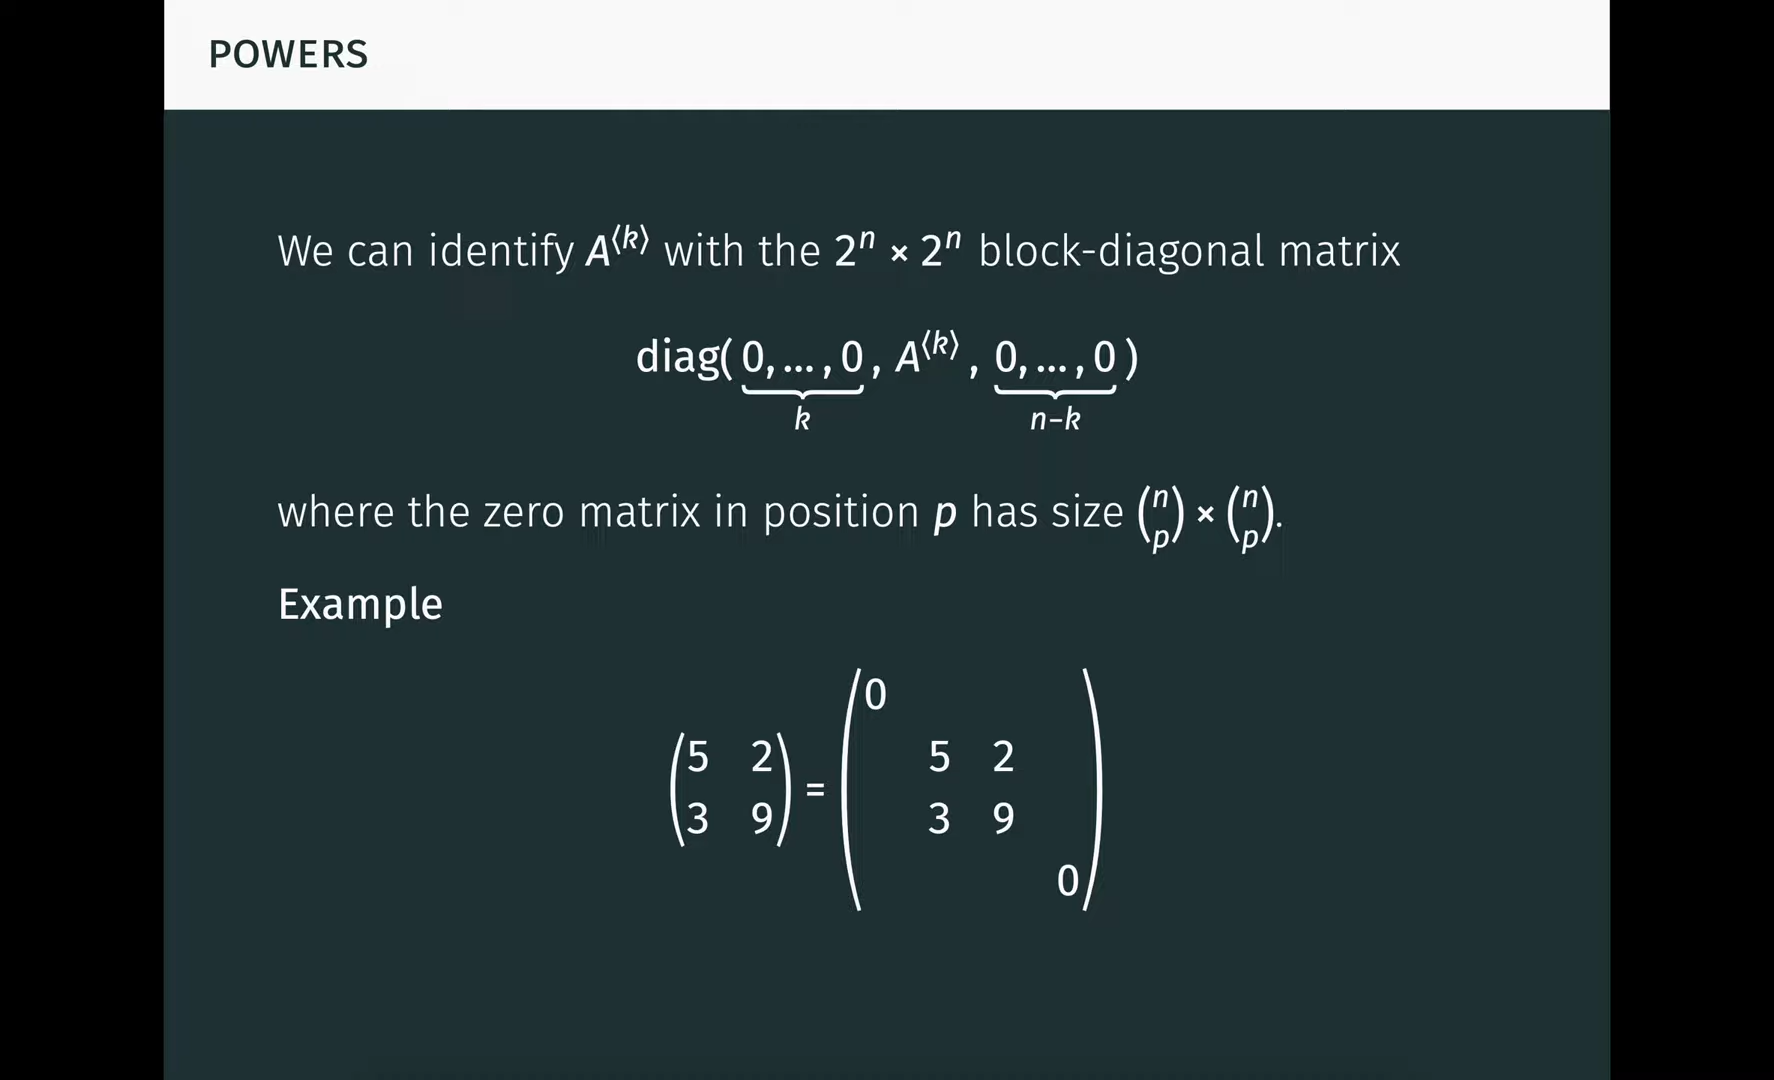 POWERS
We can identify A⟨k⟩ with the 2ⁿ × 2ⁿ block-diagonal matrix
diag( 0, … , 0 , A⟨k⟩ , 0, … , 0 )
k n−k
where the zero matrix in position p has size (n p) × (n p).
Example
0
5 2 5 2
=
3 9 3 9
0